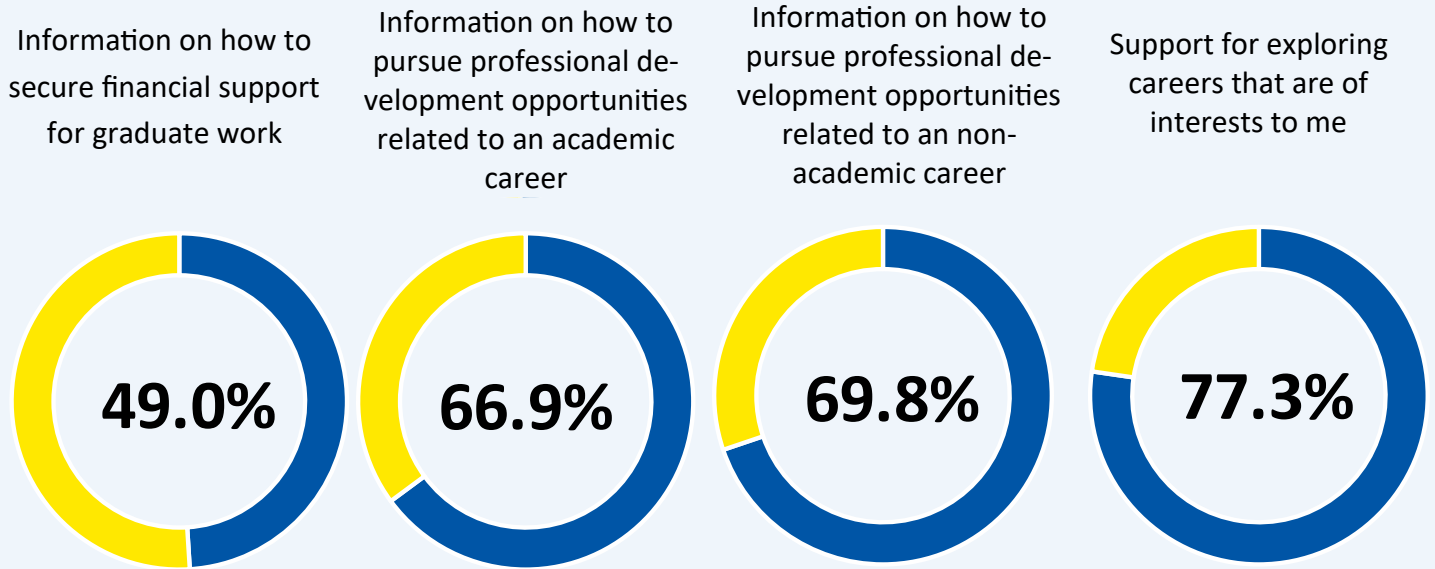 Information on how to
secure financial support
for graduate work
Information on how to
pursue professional de-
velopment opportunities
related to an academic
career
Information on how to
pursue professional de-
velopment opportunities
related to an non-
academic career
Support for exploring
careers that are of
interests to me
49.0%
66.9%
69.8%
77.3%